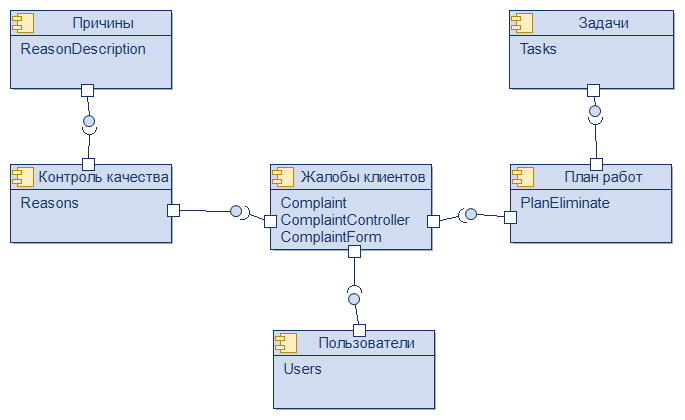 Причины
ReasonDescription
Задачи
Tasks
Контроль качества
Reasons
Жалобы клиентов
Complaint
ComplaintController
ComplaintForm
План работ
PlanEliminate
Пользователи
Users